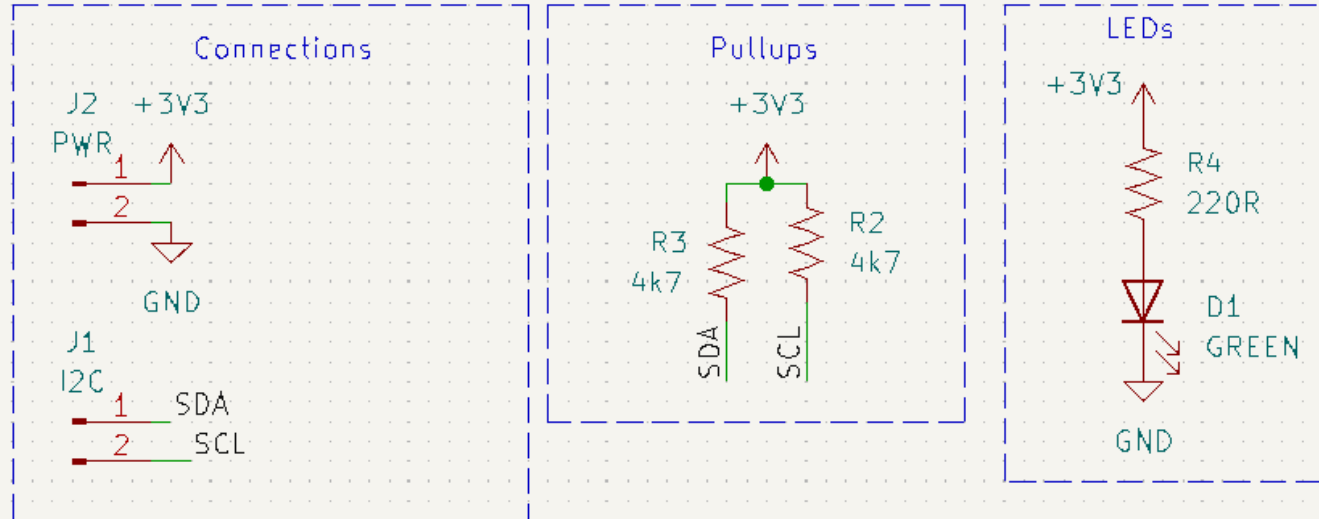 Connections
J2 +3V3
PWR
1
2
GND
J1
I2C
1 SDA
2 SCL
Pullups
+3V3
R3
4k7
R2
4k7
SDA
SCL
LEDs
+3V3
R4
220R
D1
GREEN
GND